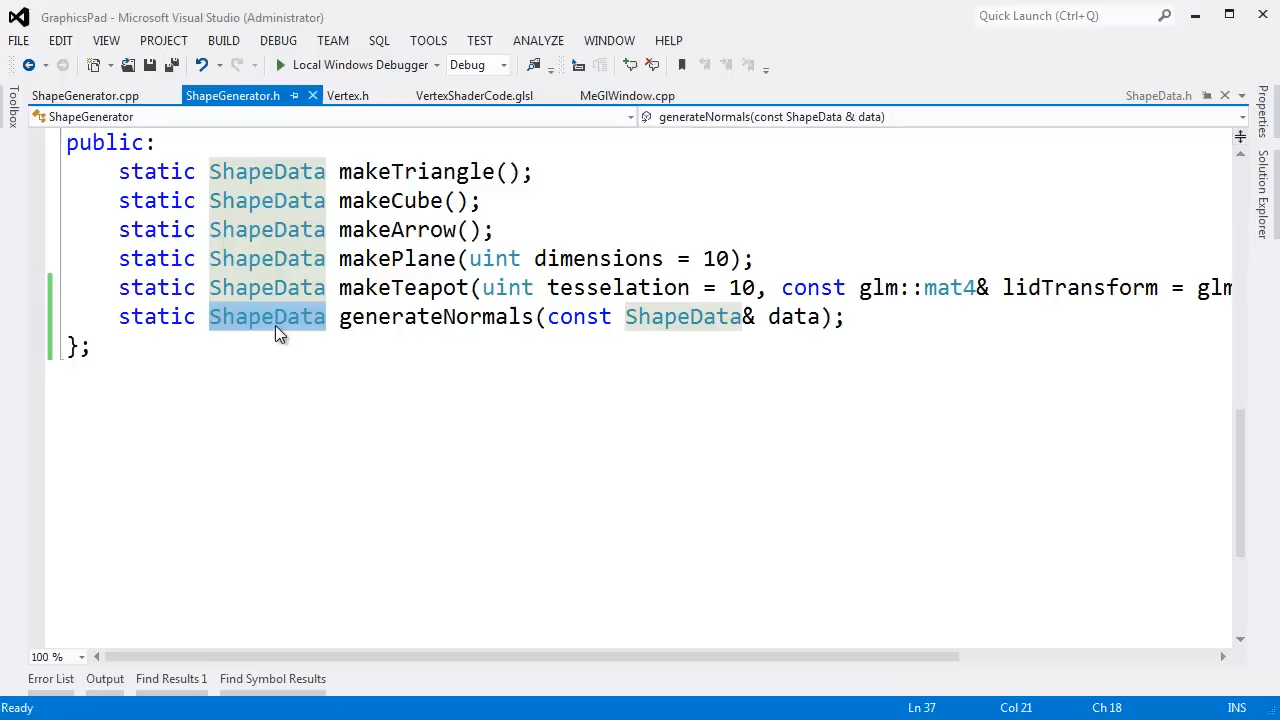 GraphicsPad - Microsoft Visual Studio (Administrator)
Quick Launch (Ctrl+Q)
FILE EDIT VIEW PROJECT BUILD DEBUG TEAM SQL TOOLS TEST ANALYZE WINDOW HELP
Local Windows Debugger Debug
Toolbox
ShapeGenerator.cpp ShapeGenerator.h Vertex.h VertexShaderCode.glsl MeGlWindow.cpp ShapeData.h
ShapeGenerator generateNormals(const ShapeData & data)
Properties
Solution Explorer
public:
static ShapeData makeTriangle();
static ShapeData makeCube();
static ShapeData makeArrow();
static ShapeData makePlane(uint dimensions = 10);
static ShapeData makeTeapot(uint tesselation = 10, const glm::mat4& lidTransform = glm
static ShapeData generateNormals(const ShapeData& data);
};
100 %
Error List Output Find Results 1 Find Symbol Results
Ready Ln 37 Col 21 Ch 18 INS